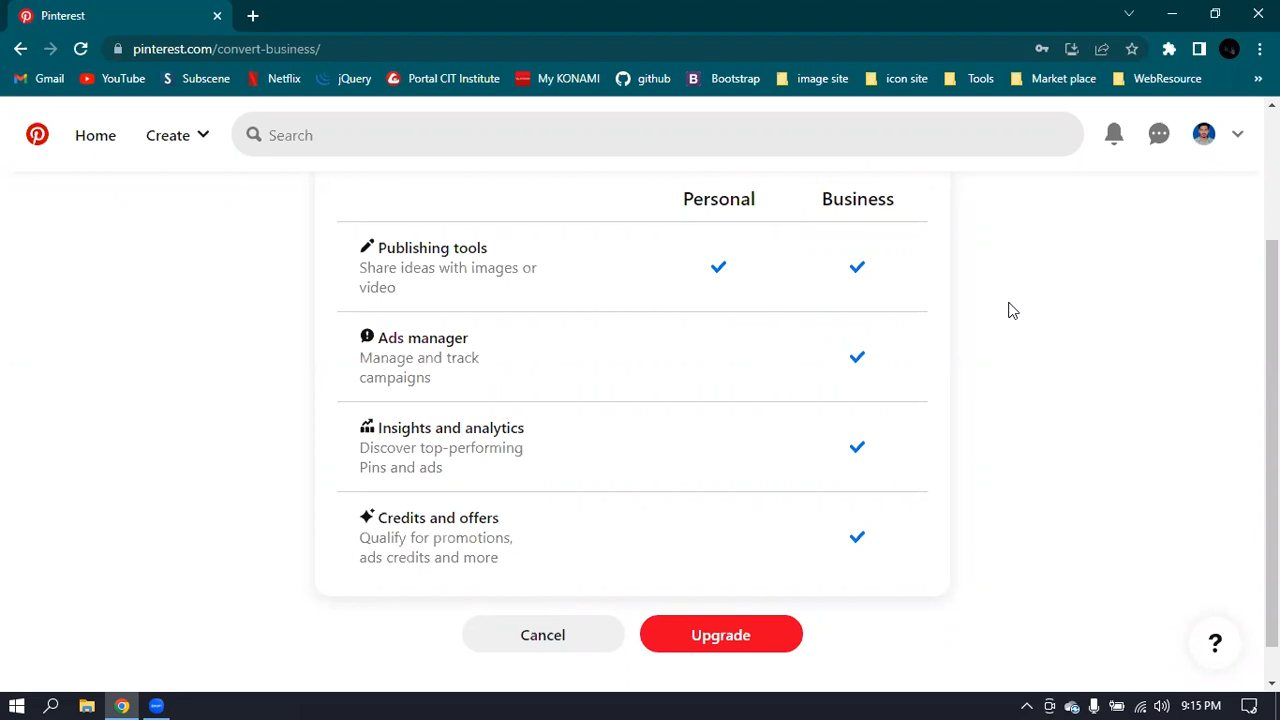 Pinterest
pinterest.com/convert-business/
Gmail YouTube Subscene Netflix jQuery Portal CIT Institute My KONAMI github Bootstrap image site icon site Tools Market place WebResource »
Home Create Search
Personal Business
Publishing tools
Share ideas with images or
video
Ads manager
Manage and track
campaigns
Insights and analytics
Discover top-performing
Pins and ads
Credits and offers
Qualify for promotions,
ads credits and more
Cancel Upgrade
?
9:15 PM